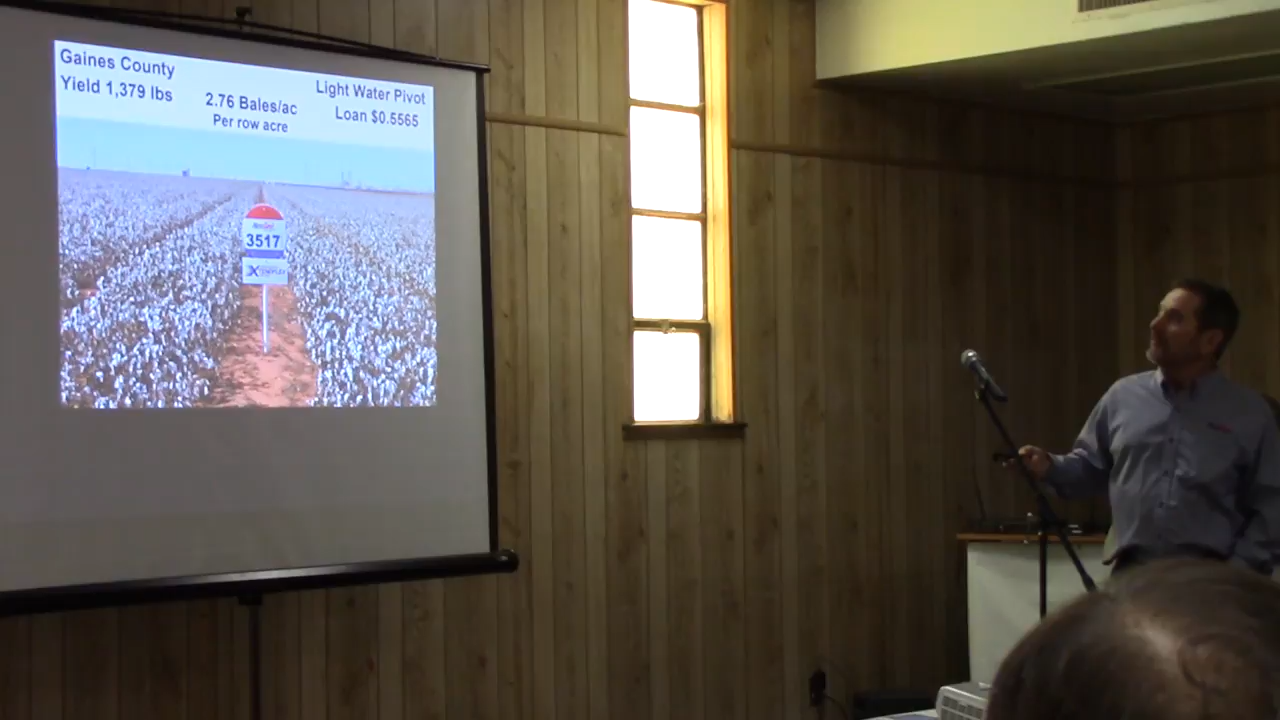 Gaines County
Yield 1,379 lbs
2.76 Bales/ac
Per row acre
Light Water Pivot
Loan $0.5565
3517
XTENDFLEX